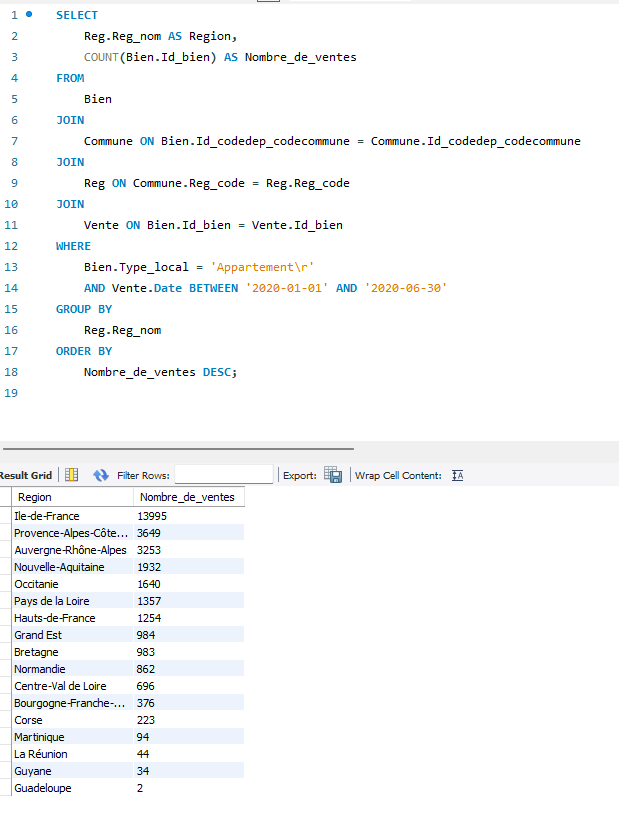 1 SELECT
2 Reg.Reg_nom AS Region,
3 COUNT(Bien.Id_bien) AS Nombre_de_ventes
4 FROM
5 Bien
6 JOIN
7 Commune ON Bien.Id_codedep_codecommune = Commune.Id_codedep_codecommune
8 JOIN
9 Reg ON Commune.Reg_code = Reg.Reg_code
10 JOIN
11 Vente ON Bien.Id_bien = Vente.Id_bien
12 WHERE
13 Bien.Type_local = 'Appartement\r'
14 AND Vente.Date BETWEEN '2020-01-01' AND '2020-06-30'
15 GROUP BY
16 Reg.Reg_nom
17 ORDER BY
18 Nombre_de_ventes DESC;
19
Result Grid Filter Rows: Export: Wrap Cell Content: IA
Region Nombre_de_ventes
Ile-de-France 13995
Provence-Alpes-Côte... 3649
Auvergne-Rhône-Alpes 3253
Nouvelle-Aquitaine 1932
Occitanie 1640
Pays de la Loire 1357
Hauts-de-France 1254
Grand Est 984
Bretagne 983
Normandie 862
Centre-Val de Loire 696
Bourgogne-Franche-... 376
Corse 223
Martinique 94
La Réunion 44
Guyane 34
Guadeloupe 2